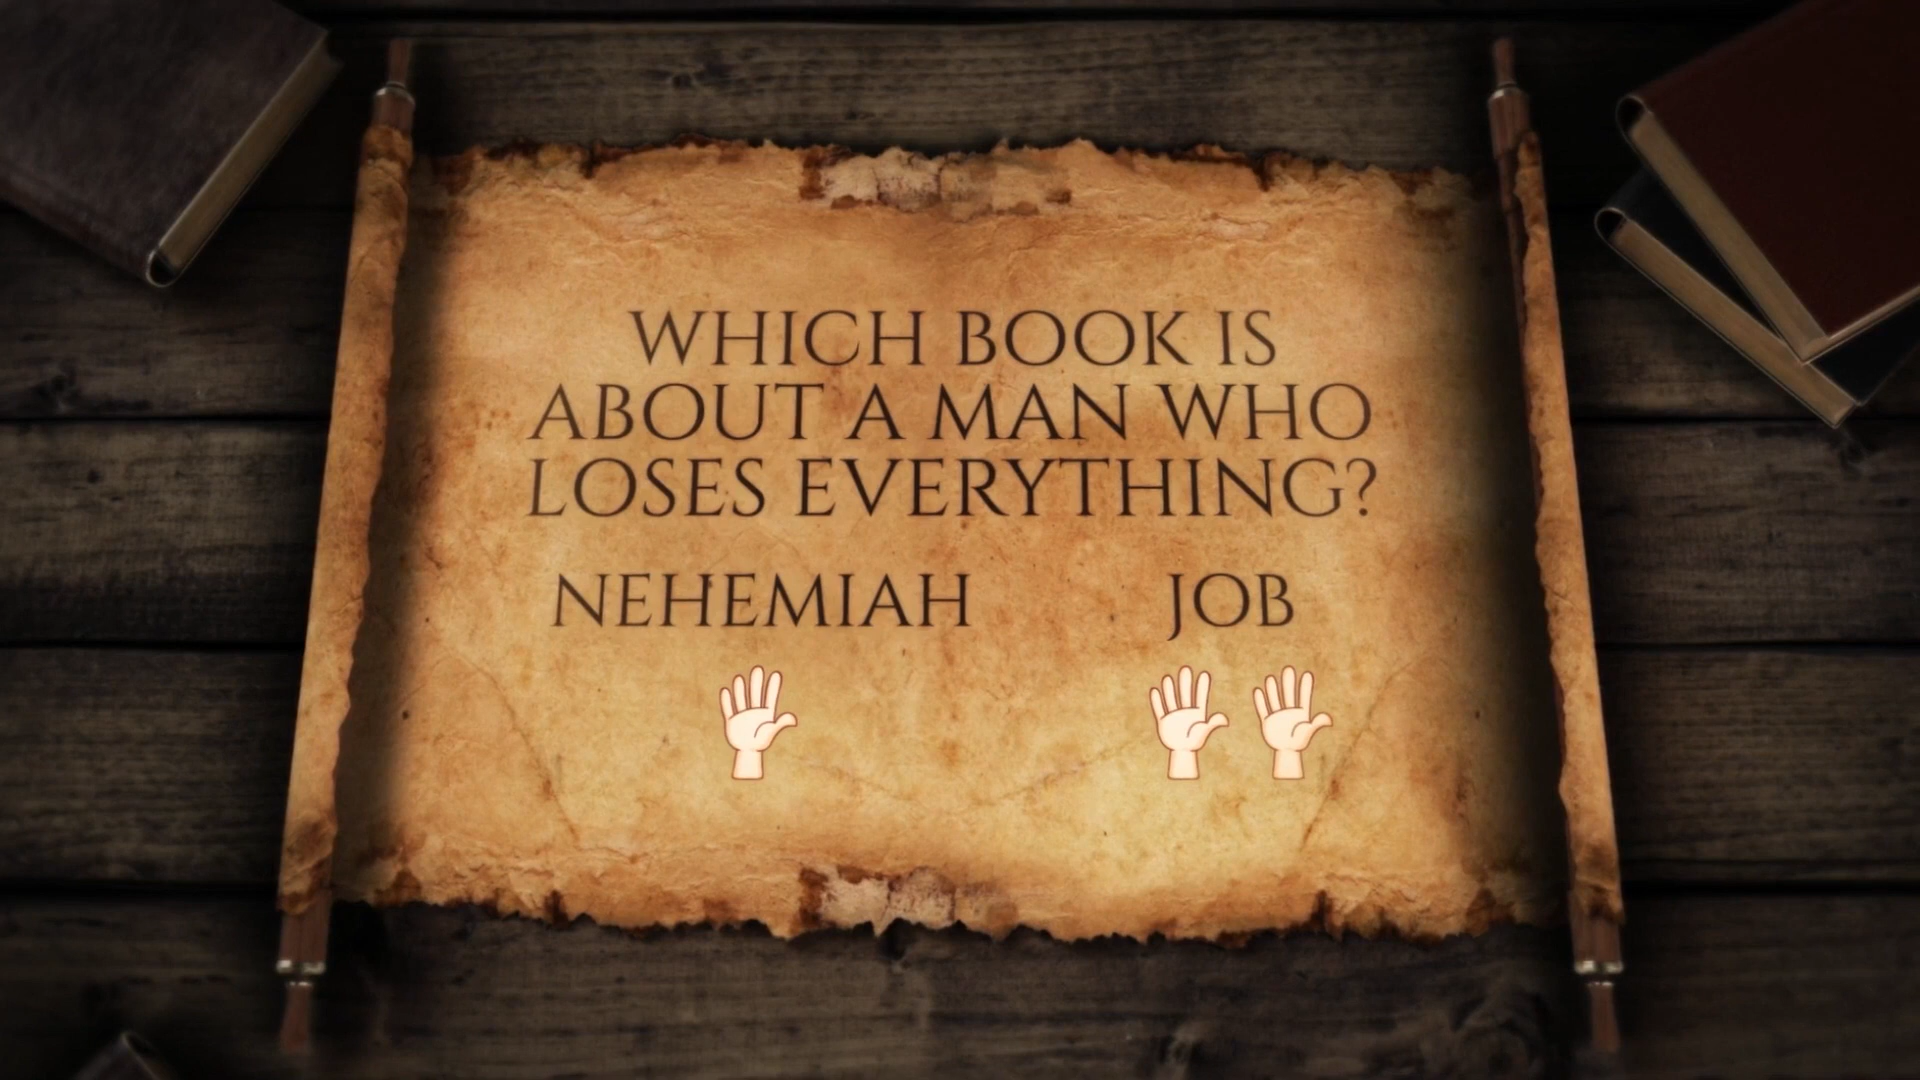 WHICH BOOK IS
ABOUT A MAN WHO
LOSES EVERYTHING?
NEHEMIAH JOB